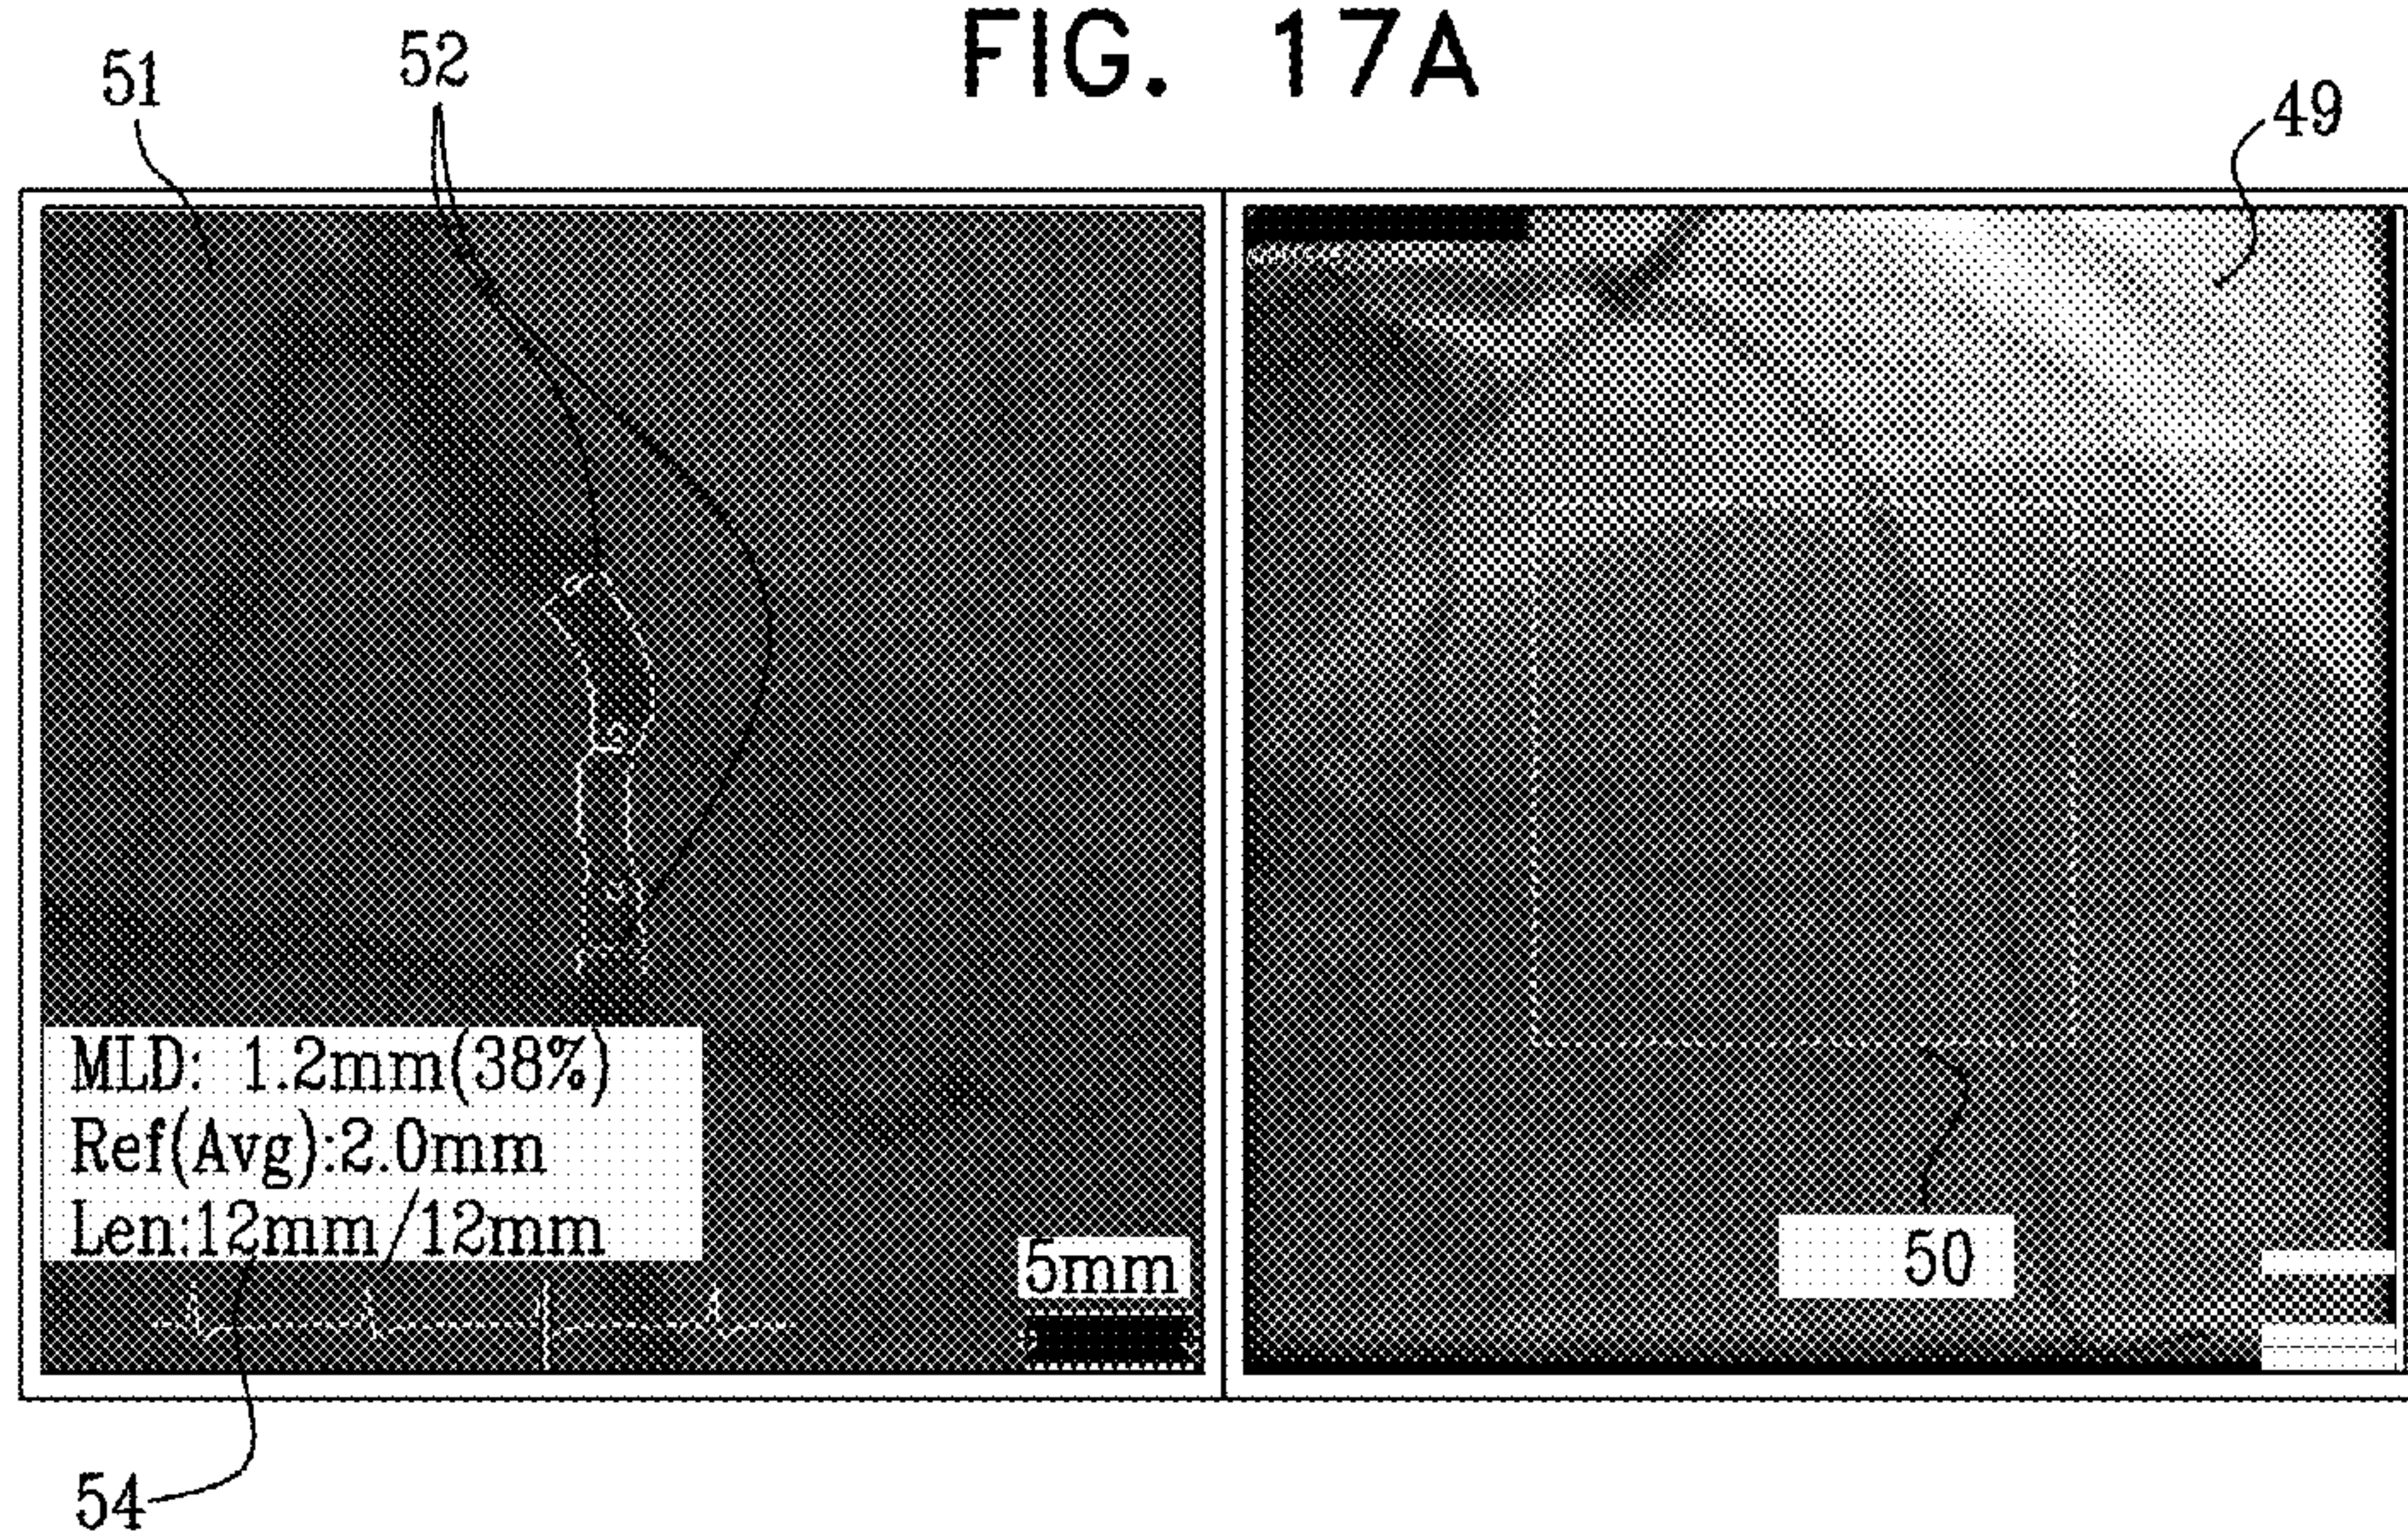 FIG. 17A
51
52
49
MLD: 1.2mm(38%)
Ref(Avg):2.0mm
Len:12mm/12mm
5mm
50
54